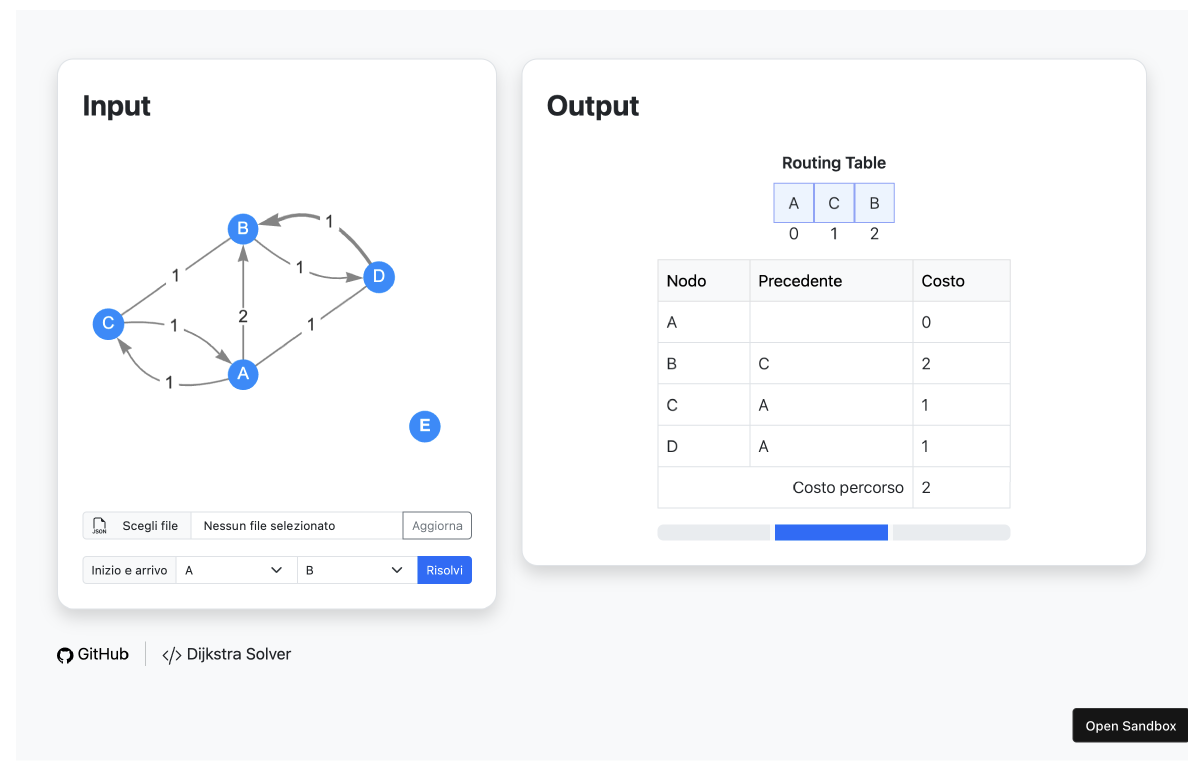 Input
B
1
1
1
D
C
1
2
1
A
1
E
JSON Scegli file Nessun file selezionato Aggiorna
Inizio e arrivo A B Risolvi
Output
Routing Table
A C B
0 1 2
Nodo Precedente Costo
A 0
B C 2
C A 1
D A 1
Costo percorso 2
GitHub </> Dijkstra Solver
Open Sandbox